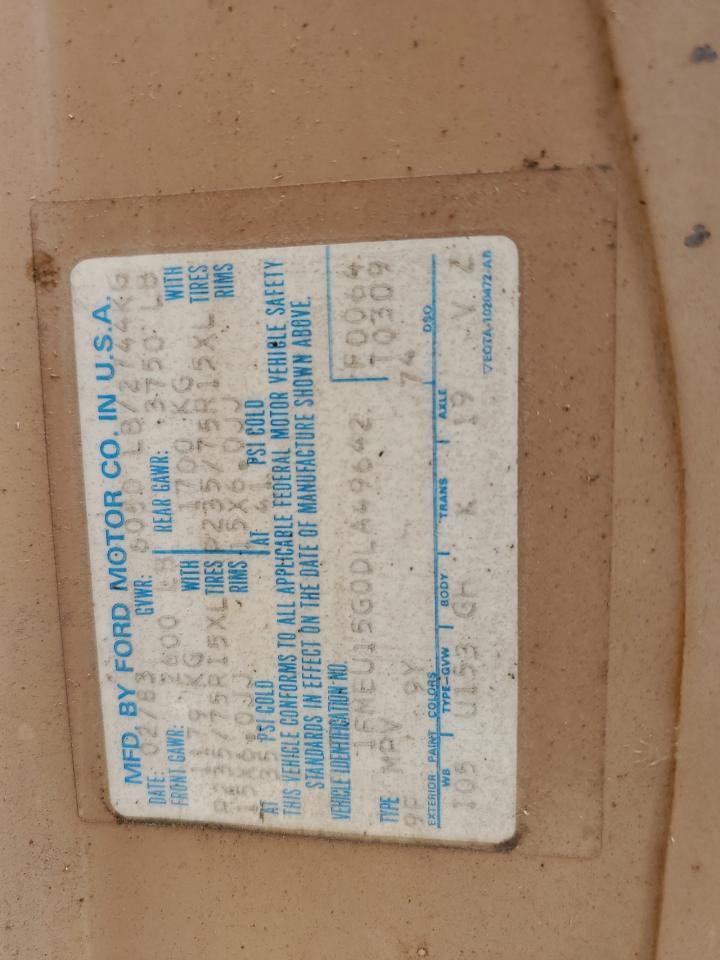 MFD. BY FORD MOTOR CO. IN U.S.A.
DATE: 02/83 GVWR: 6050 LB/2744KG
FRONT GAWR: 2600 LB REAR GAWR: 3750 LB
1179 KG WITH 1700 KG WITH
P235/75R15XL TIRES P235/75R15XL TIRES
15X6.0JJ RIMS 15X6.0JJ RIMS
AT 35 PSI COLD AT 41 PSI COLD
THIS VEHICLE CONFORMS TO ALL APPLICABLE FEDERAL MOTOR VEHICLE SAFETY
STANDARDS IN EFFECT ON THE DATE OF MANUFACTURE SHOWN ABOVE.
VEHICLE IDENTIFICATION NO. F0064
1FMEU15G0DLA49642 T0309
TYPE MPV 74
9P 9Y
EXTERIOR PAINT COLORS DSO
WB TYPE-GVW BODY TRANS AXLE
105 U153 GH K 19 V Z
▽EOTA-1020472-AB